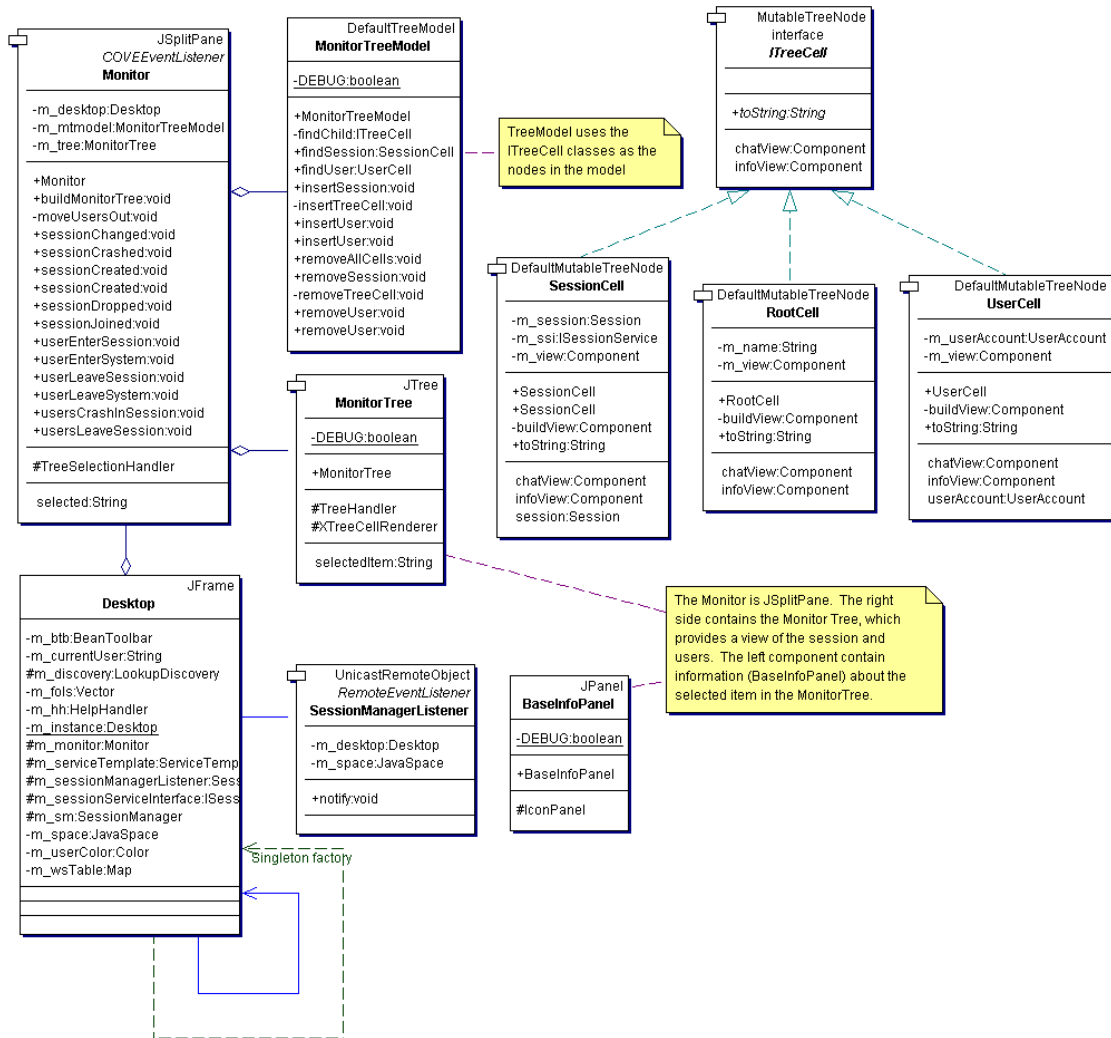 JSplitPane
COVEEventListener
Monitor
-m_desktop:Desktop
-m_mtmodel:MonitorTreeModel
-m_tree:MonitorTree
+Monitor
+buildMonitorTree:void
-moveUsersOut:void
+sessionChanged:void
+sessionCrashed:void
+sessionCreated:void
+sessionCreated:void
+sessionDropped:void
+sessionJoined:void
+userEnterSession:void
+userEnterSystem:void
+userLeaveSession:void
+userLeaveSystem:void
+usersCrashInSession:void
+usersLeaveSession:void
#TreeSelectionHandler
selected:String
DefaultTreeModel
MonitorTreeModel
-DEBUG:boolean
+MonitorTreeModel
-findChild:ITreeCell
+findSession:SessionCell
+findUser:UserCell
+insertSession:void
-insertTreeCell:void
+insertUser:void
+insertUser:void
+removeAllCells:void
+removeSession:void
-removeTreeCell:void
+removeUser:void
+removeUser:void
TreeModel uses the
ITreeCell classes as the
nodes in the model
MutableTreeNode
interface
ITreeCell
+toString:String
chatView:Component
infoView:Component
DefaultMutableTreeNode
SessionCell
-m_session:Session
-m_ssi:ISessionService
-m_view:Component
+SessionCell
+SessionCell
-buildView:Component
+toString:String
chatView:Component
infoView:Component
session:Session
DefaultMutableTreeNode
RootCell
-m_name:String
-m_view:Component
+RootCell
-buildView:Component
+toString:String
chatView:Component
infoView:Component
DefaultMutableTreeNode
UserCell
-m_userAccount:UserAccount
-m_view:Component
+UserCell
-buildView:Component
+toString:String
chatView:Component
infoView:Component
userAccount:UserAccount
JTree
MonitorTree
-DEBUG:boolean
+MonitorTree
#TreeHandler
#XTreeCellRenderer
selectedItem:String
JFrame
Desktop
-m_btb:BeanToolbar
-m_currentUser:String
#m_discovery:LookupDiscovery
-m_fols:Vector
-m_hh:HelpHandler
-m_instance:Desktop
#m_monitor:Monitor
#m_serviceTemplate:ServiceTemp
#m_sessionManagerListener:Sess
#m_sessionServiceInterface:ISess
#m_sm:SessionManager
-m_space:JavaSpace
-m_userColor:Color
-m_wsTable:Map
UnicastRemoteObject
RemoteEventListener
SessionManagerListener
-m_desktop:Desktop
-m_space:JavaSpace
+notify:void
JPanel
BaseInfoPanel
-DEBUG:boolean
+BaseInfoPanel
#IconPanel
The Monitor is JSplitPane. The right
side contains the Monitor Tree, which
provides a view of the session and
users. The left component contain
information (BaseInfoPanel) about the
selected item in the MonitorTree.
Singleton factory